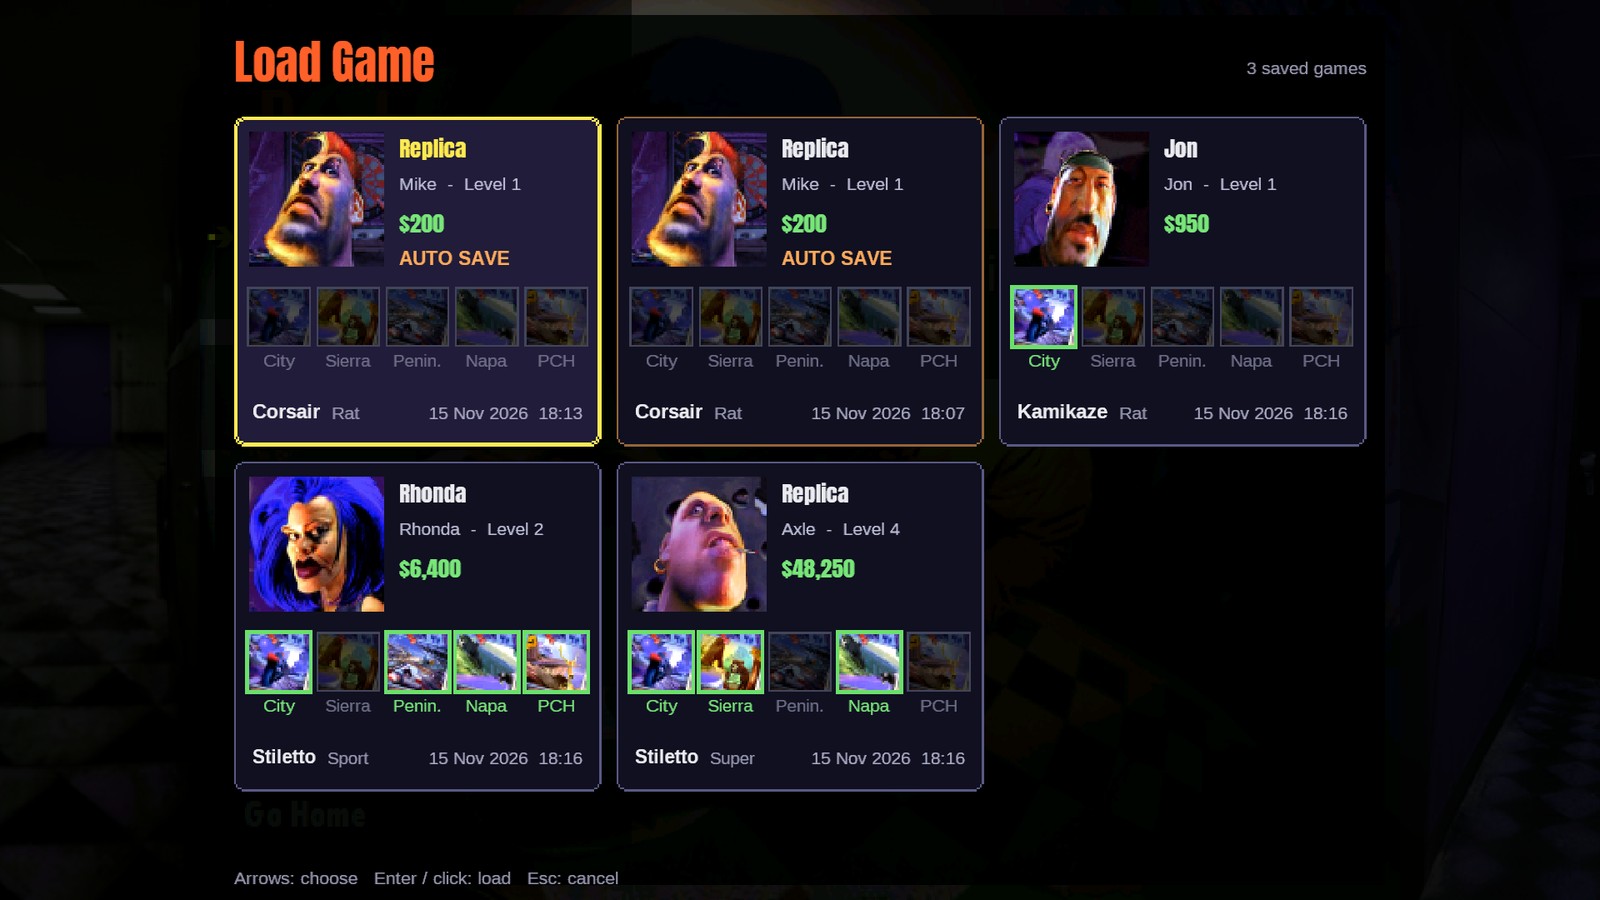 Load Game
3 saved games
Replica
Mike - Level 1
$200
AUTO SAVE
City Sierra Penin. Napa PCH
Corsair Rat 15 Nov 2026 18:13
Replica
Mike - Level 1
$200
AUTO SAVE
City Sierra Penin. Napa PCH
Corsair Rat 15 Nov 2026 18:07
Jon
Jon - Level 1
$950
City Sierra Penin. Napa PCH
Kamikaze Rat 15 Nov 2026 18:16
Rhonda
Rhonda - Level 2
$6,400
City Sierra Penin. Napa PCH
Stiletto Sport 15 Nov 2026 18:16
Replica
Axle - Level 4
$48,250
City Sierra Penin. Napa PCH
Stiletto Super 15 Nov 2026 18:16
Go Home
Arrows: choose Enter / click: load Esc: cancel